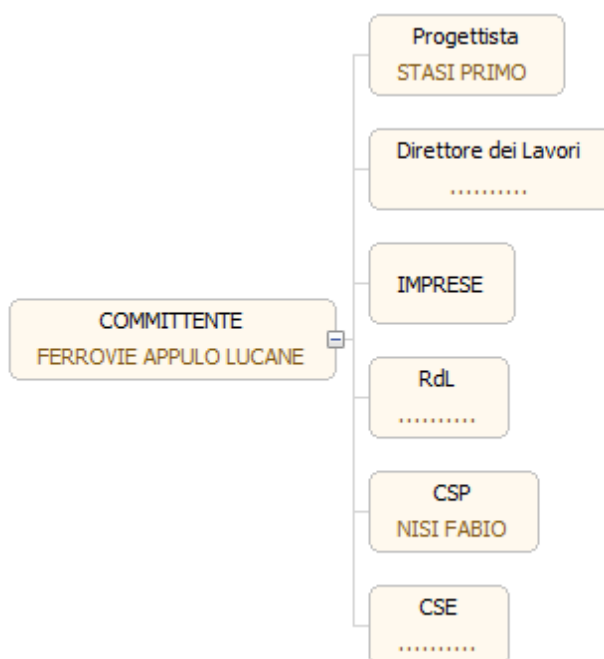 Progettista
STASI PRIMO
Direttore dei Lavori
..........
IMPRESE
COMMITTENTE
FERROVIE APPULO LUCANE
RdL
..........
CSP
NISI FABIO
CSE
..........